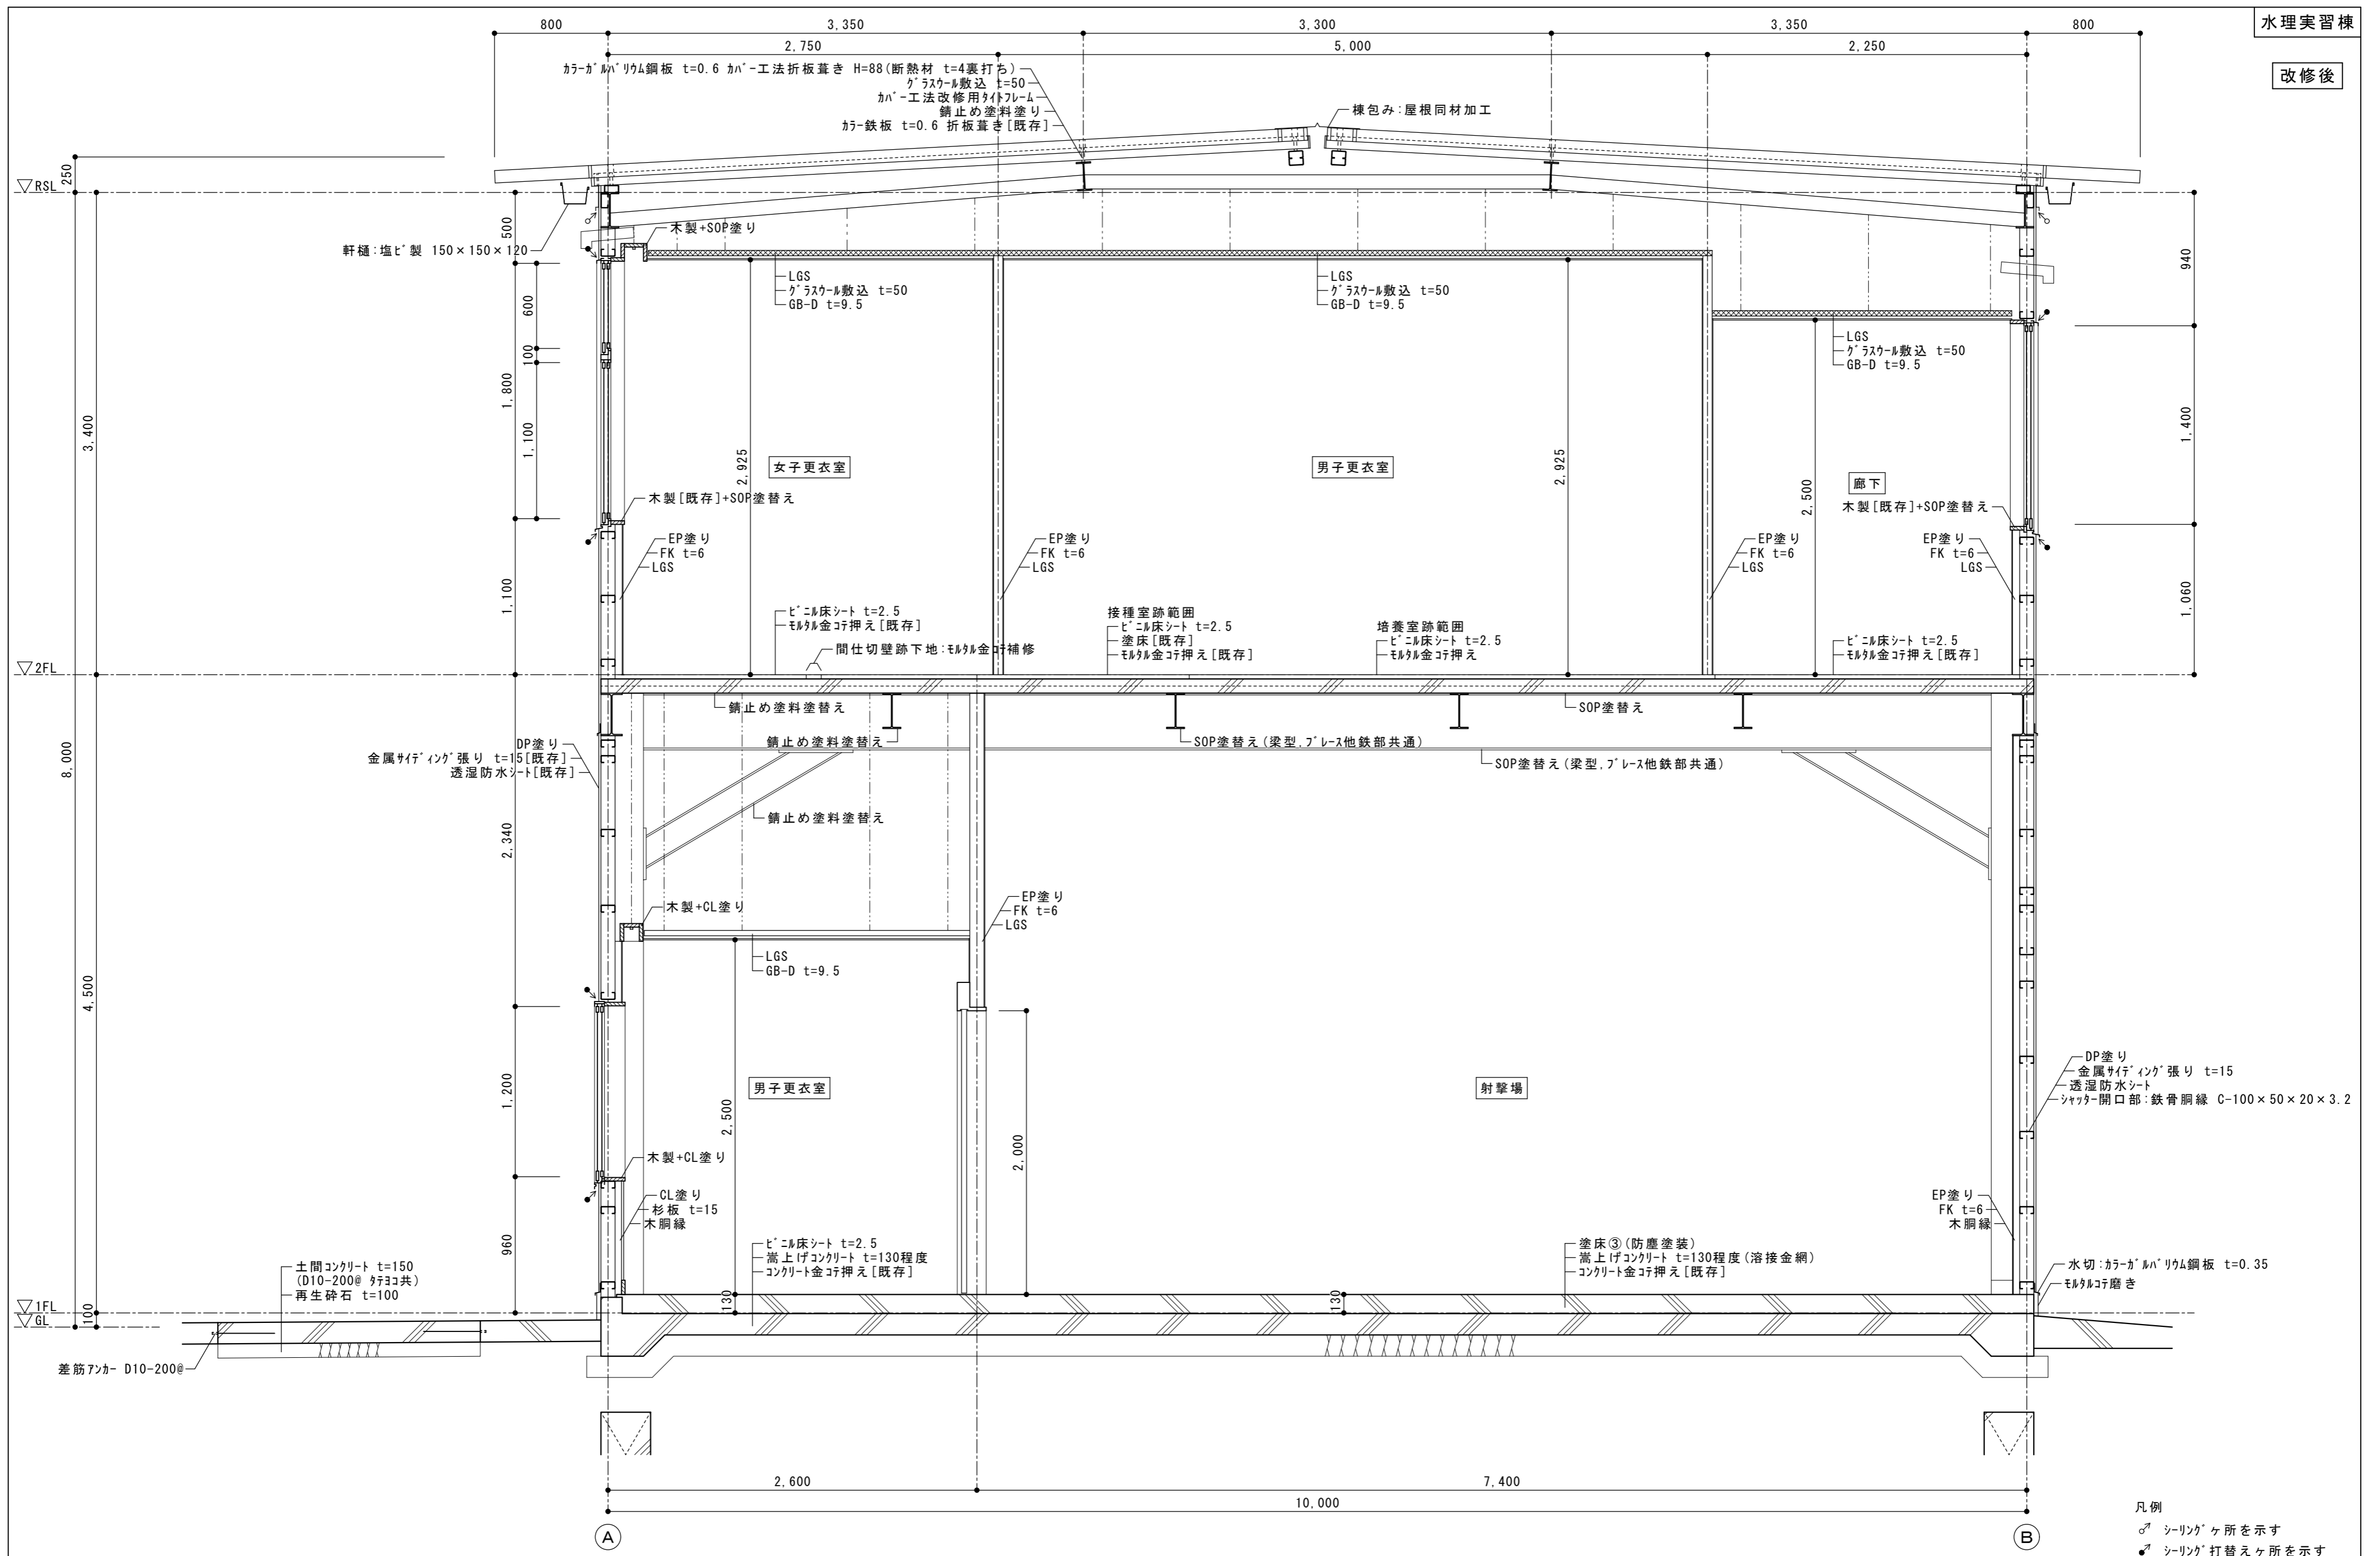 水理実習棟
改修後
800
3,350
3,300
3,350
800
2,750
5,000
2,250
カラーガルバリウム鋼板 t=0.6 カバー工法折板葺き H=88(断熱材 t=4裏打ち)
グラスウール敷込 t=50
カバー工法改修用タイトフレーム
錆止め塗料塗り
カラー鉄板 t=0.6 折板葺き[既存]
棟包み:屋根同材加工
250
RSL
軒樋:塩ビ製 150×150×120
木製+SOP塗り
500
600
100
1,800
1,100
1,100
3,400
8,000
940
1,400
1,060
LGS
グラスウール敷込 t=50
GB-D t=9.5
LGS
グラスウール敷込 t=50
GB-D t=9.5
LGS
グラスウール敷込 t=50
GB-D t=9.5
2,925
女子更衣室
男子更衣室
2,925
2,500
廊下
木製[既存]+SOP塗替え
木製[既存]+SOP塗替え
EP塗り
FK t=6
LGS
EP塗り
FK t=6
LGS
EP塗り
FK t=6
LGS
EP塗り
FK t=6
LGS
ビニル床シート t=2.5
モルタル金コテ押え[既存]
間仕切壁跡下地:モルタル金コテ補修
接種室跡範囲
ビニル床シート t=2.5
塗床[既存]
モルタル金コテ押え[既存]
培養室跡範囲
ビニル床シート t=2.5
モルタル金コテ押え
ビニル床シート t=2.5
モルタル金コテ押え[既存]
2FL
錆止め塗料塗替え
SOP塗替え
錆止め塗料塗替え
SOP塗替え(梁型,ブレース他鉄部共通)
SOP塗替え(梁型,ブレース他鉄部共通)
DP塗り
金属サイディング張り t=15[既存]
透湿防水シート[既存]
錆止め塗料塗替え
2,340
4,500
1,200
960
木製+CL塗り
EP塗り
FK t=6
LGS
LGS
GB-D t=9.5
男子更衣室
2,500
2,000
射撃場
DP塗り
金属サイディング張り t=15
透湿防水シート
シャッター開口部:鉄骨胴縁 C-100×50×20×3.2
木製+CL塗り
CL塗り
杉板 t=15
木胴縁
EP塗り
FK t=6
木胴縁
ビニル床シート t=2.5
嵩上げコンクリート t=130程度
コンクリート金コテ押え[既存]
塗床③(防塵塗装)
嵩上げコンクリート t=130程度(溶接金網)
コンクリート金コテ押え[既存]
水切:カラーガルバリウム鋼板 t=0.35
モルタルコテ磨き
土間コンクリート t=150
(D10-200@ タテヨコ共)
再生砕石 t=100
130
130
1FL
GL
100
差筋アンカー D10-200@
2,600
7,400
10,000
A
B
凡例
シーリングヶ所を示す
シーリング打替えヶ所を示す